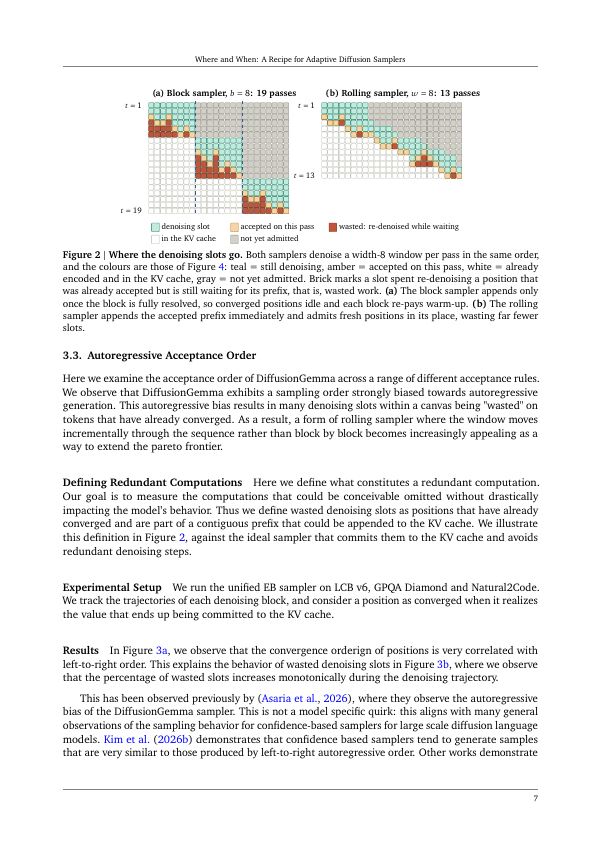 Where and When: A Recipe for Adaptive Diffusion Samplers
(a) Block sampler, b = 8: 19 passes
(b) Rolling sampler, w = 8: 13 passes
t = 1
t = 19
t = 1
t = 13
denoising slot
accepted on this pass
wasted: re-denoised while waiting
in the KV cache
not yet admitted
Figure 2 | Where the denoising slots go. Both samplers denoise a width-8 window per pass in the same order,
and the colours are those of Figure 4: teal = still denoising, amber = accepted on this pass, white = already
encoded and in the KV cache, gray = not yet admitted. Brick marks a slot spent re-denoising a position that
was already accepted but is still waiting for its prefix, that is, wasted work. (a) The block sampler appends only
once the block is fully resolved, so converged positions idle and each block re-pays warm-up. (b) The rolling
sampler appends the accepted prefix immediately and admits fresh positions in its place, wasting far fewer
slots.
3.3. Autoregressive Acceptance Order
Here we examine the acceptance order of DiffusionGemma across a range of different acceptance rules.
We observe that DiffusionGemma exhibits a sampling order strongly biased towards autoregressive
generation. This autoregressive bias results in many denoising slots within a canvas being "wasted" on
tokens that have already converged. As a result, a form of rolling sampler where the window moves
incrementally through the sequence rather than block by block becomes increasingly appealing as a
way to extend the pareto frontier.
Defining Redundant Computations Here we define what constitutes a redundant computation.
Our goal is to measure the computations that could be conceivable omitted without drastically
impacting the model's behavior. Thus we define wasted denoising slots as positions that have already
converged and are part of a contiguous prefix that could be appended to the KV cache. We illustrate
this definition in Figure 2, against the ideal sampler that commits them to the KV cache and avoids
redundant denoising steps.
Experimental Setup We run the unified EB sampler on LCB v6, GPQA Diamond and Natural2Code.
We track the trajectories of each denoising block, and consider a position as converged when it realizes
the value that ends up being committed to the KV cache.
Results In Figure 3a, we observe that the convergence orderign of positions is very correlated with
left-to-right order. This explains the behavior of wasted denoising slots in Figure 3b, where we observe
that the percentage of wasted slots increases monotonically during the denoising trajectory.
This has been observed previously by (Asaria et al., 2026), where they observe the autoregressive
bias of the DiffusionGemma sampler. This is not a model specific quirk: this aligns with many general
observations of the sampling behavior for confidence-based samplers for large scale diffusion language
models. Kim et al. (2026b) demonstrates that confidence based samplers tend to generate samples
that are very similar to those produced by left-to-right autoregressive order. Other works demonstrate
7